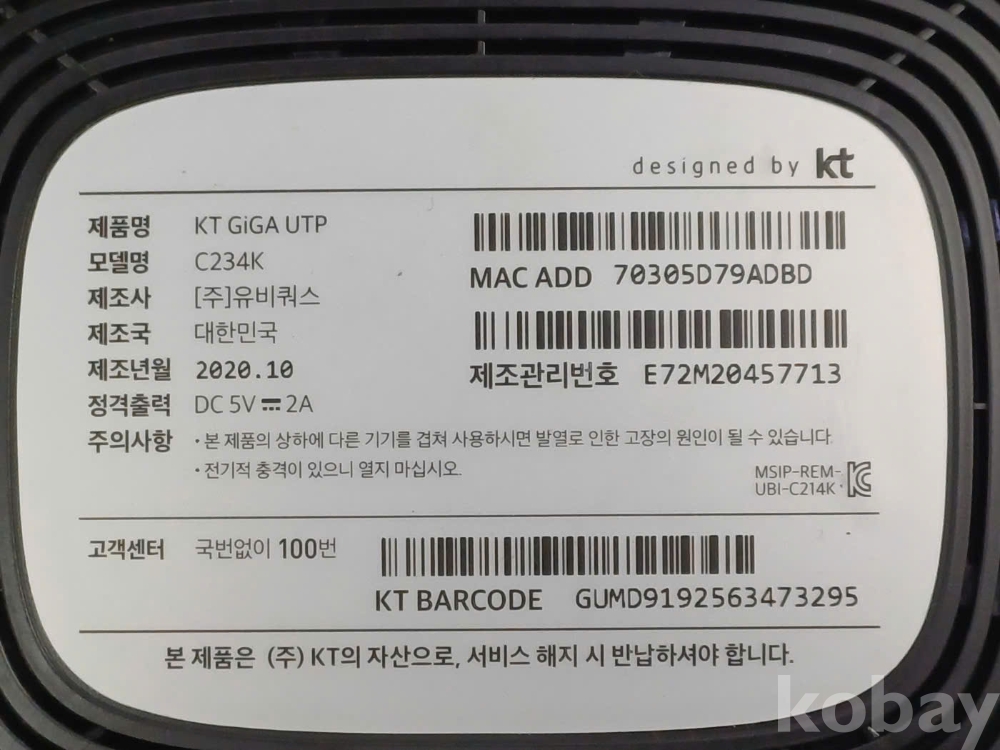 designed by kt
제품명 KT GiGA UTP
모델명 C234K
제조사 [주]유비쿼스
제조국 대한민국
제조년월 2020.10
정격출력 DC 5V 2A
MAC ADD 70305D79ADBD
제조관리번호 E72M20457713
주의사항 · 본 제품의 상하에 다른 기기를 겹쳐 사용하시면 발열로 인한 고장의 원인이 될 수 있습니다.
· 전기적 충격이 있으니 열지 마십시오.
MSIP-REM-
UBI-C214K
고객센터 국번없이 100번
KT BARCODE GUMD9192563473295
본 제품은 (주) KT의 자산으로, 서비스 해지 시 반납하셔야 합니다.
kobay